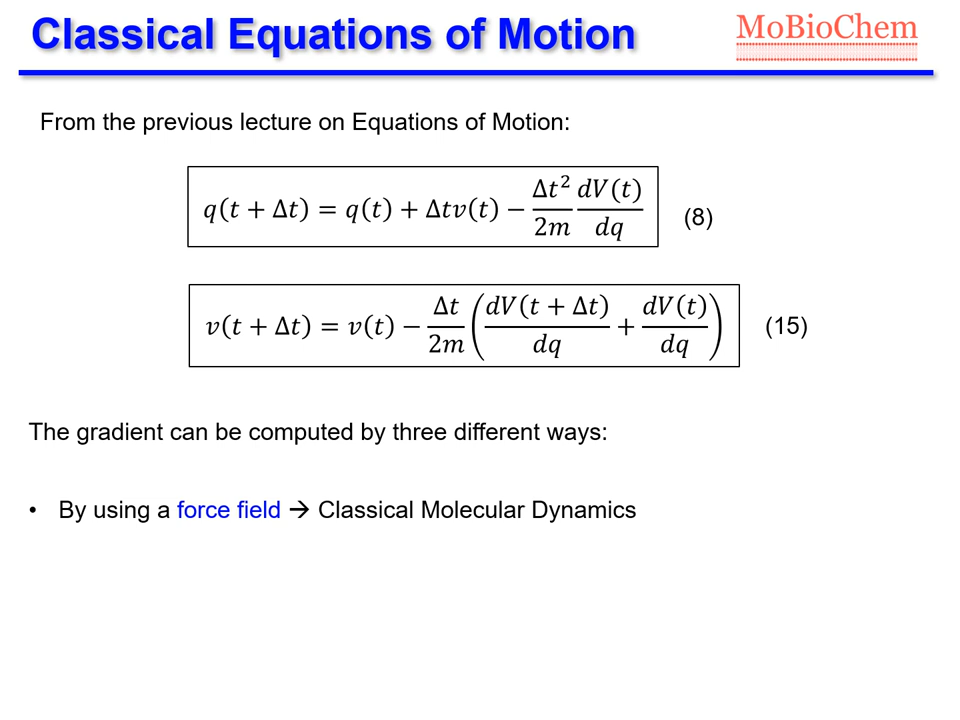 Classical Equations of Motion
MoBioChem
From the previous lecture on Equations of Motion:
𝑞(𝑡 + Δ𝑡) = 𝑞(𝑡) + Δ𝑡𝑣(𝑡) − Δ𝑡²/2𝑚 𝑑𝑉(𝑡)/𝑑𝑞 (8)
𝑣(𝑡 + Δ𝑡) = 𝑣(𝑡) − Δ𝑡/2𝑚 (𝑑𝑉(𝑡 + Δ𝑡)/𝑑𝑞 + 𝑑𝑉(𝑡)/𝑑𝑞) (15)
The gradient can be computed by three different ways:
• By using a force field → Classical Molecular Dynamics